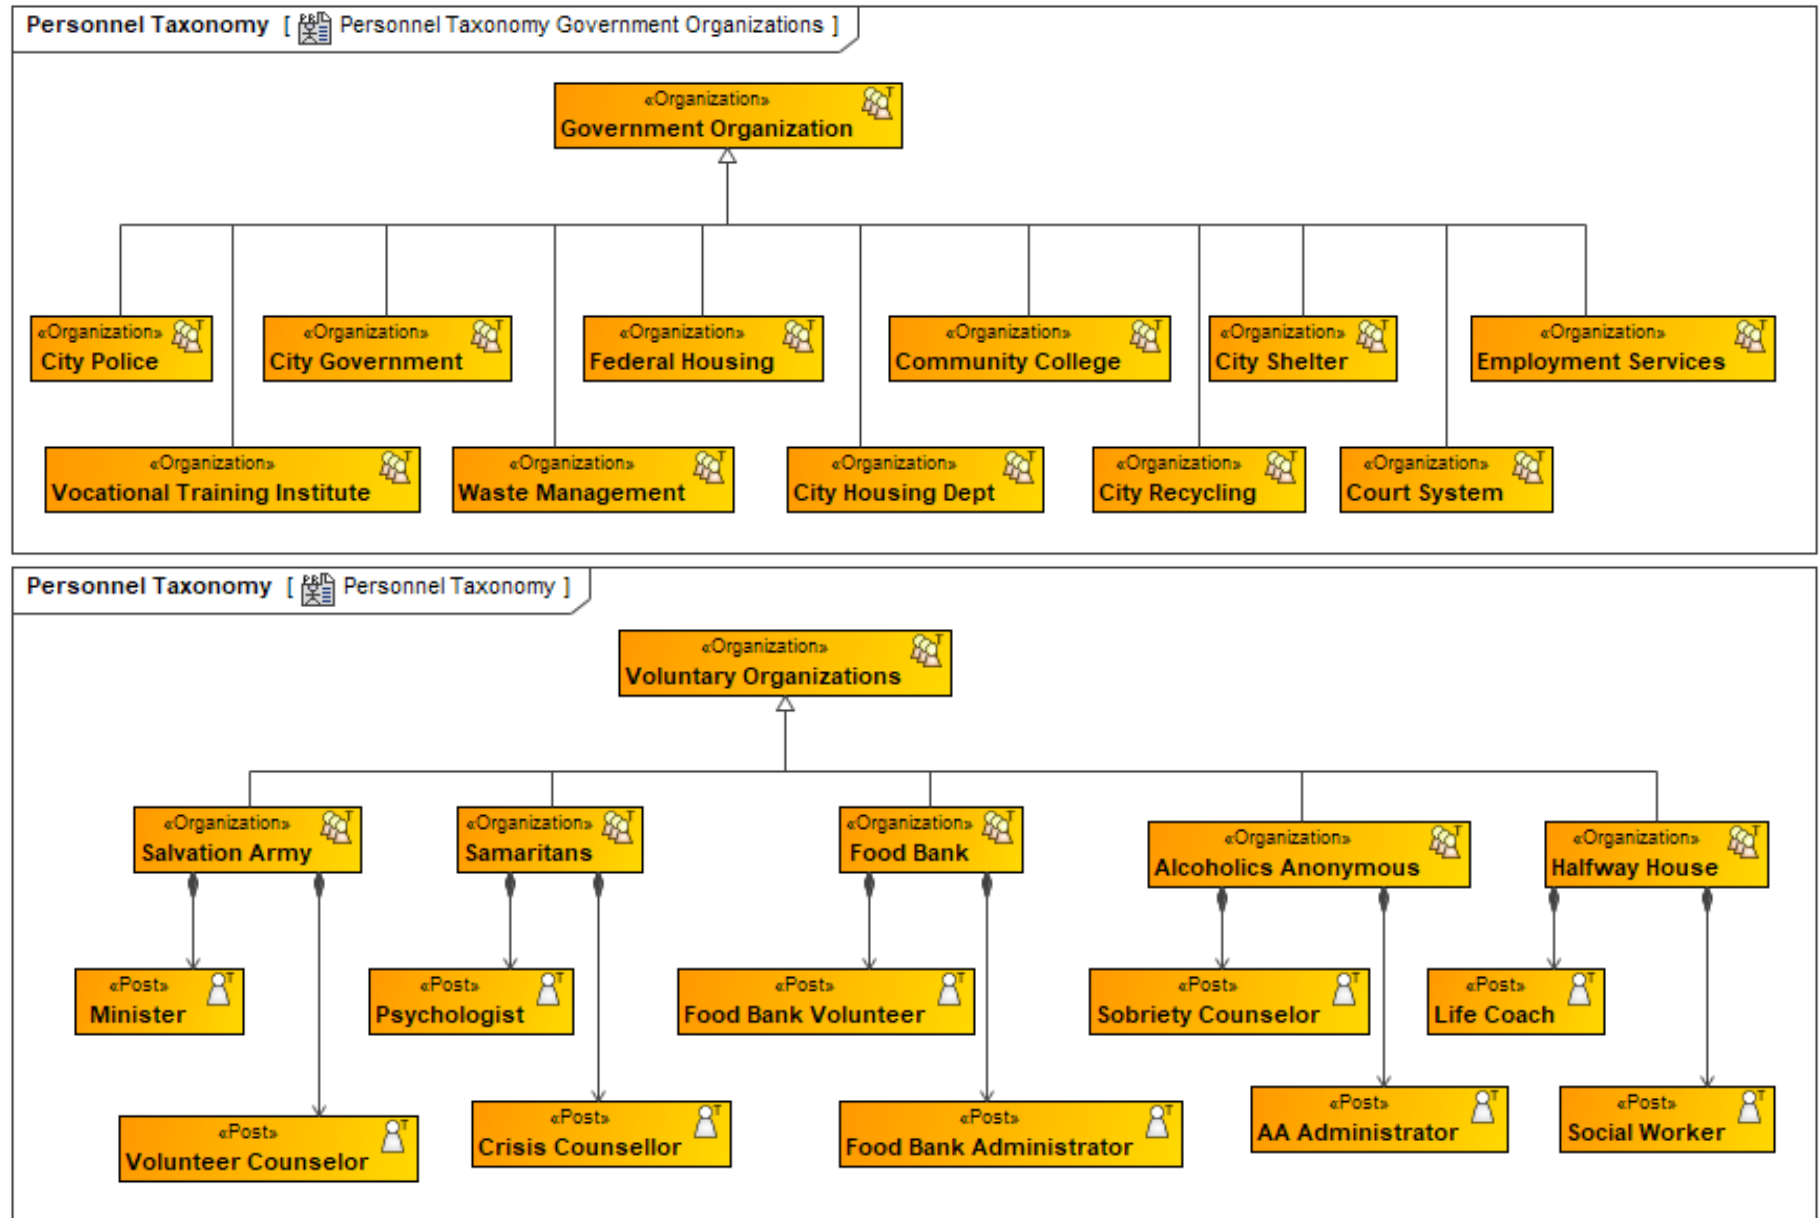 Personnel Taxonomy [ Personnel Taxonomy Government Organizations ]
«Organization»
Government Organization
«Organization»
City Police
«Organization»
City Government
«Organization»
Federal Housing
«Organization»
Community College
«Organization»
City Shelter
«Organization»
Employment Services
«Organization»
Vocational Training Institute
«Organization»
Waste Management
«Organization»
City Housing Dept
«Organization»
City Recycling
«Organization»
Court System
Personnel Taxonomy [ Personnel Taxonomy ]
«Organization»
Voluntary Organizations
«Organization»
Salvation Army
«Organization»
Samaritans
«Organization»
Food Bank
«Organization»
Alcoholics Anonymous
«Organization»
Halfway House
«Post»
Minister
«Post»
Psychologist
«Post»
Food Bank Volunteer
«Post»
Sobriety Counselor
«Post»
Life Coach
«Post»
Volunteer Counselor
«Post»
Crisis Counsellor
«Post»
Food Bank Administrator
«Post»
AA Administrator
«Post»
Social Worker